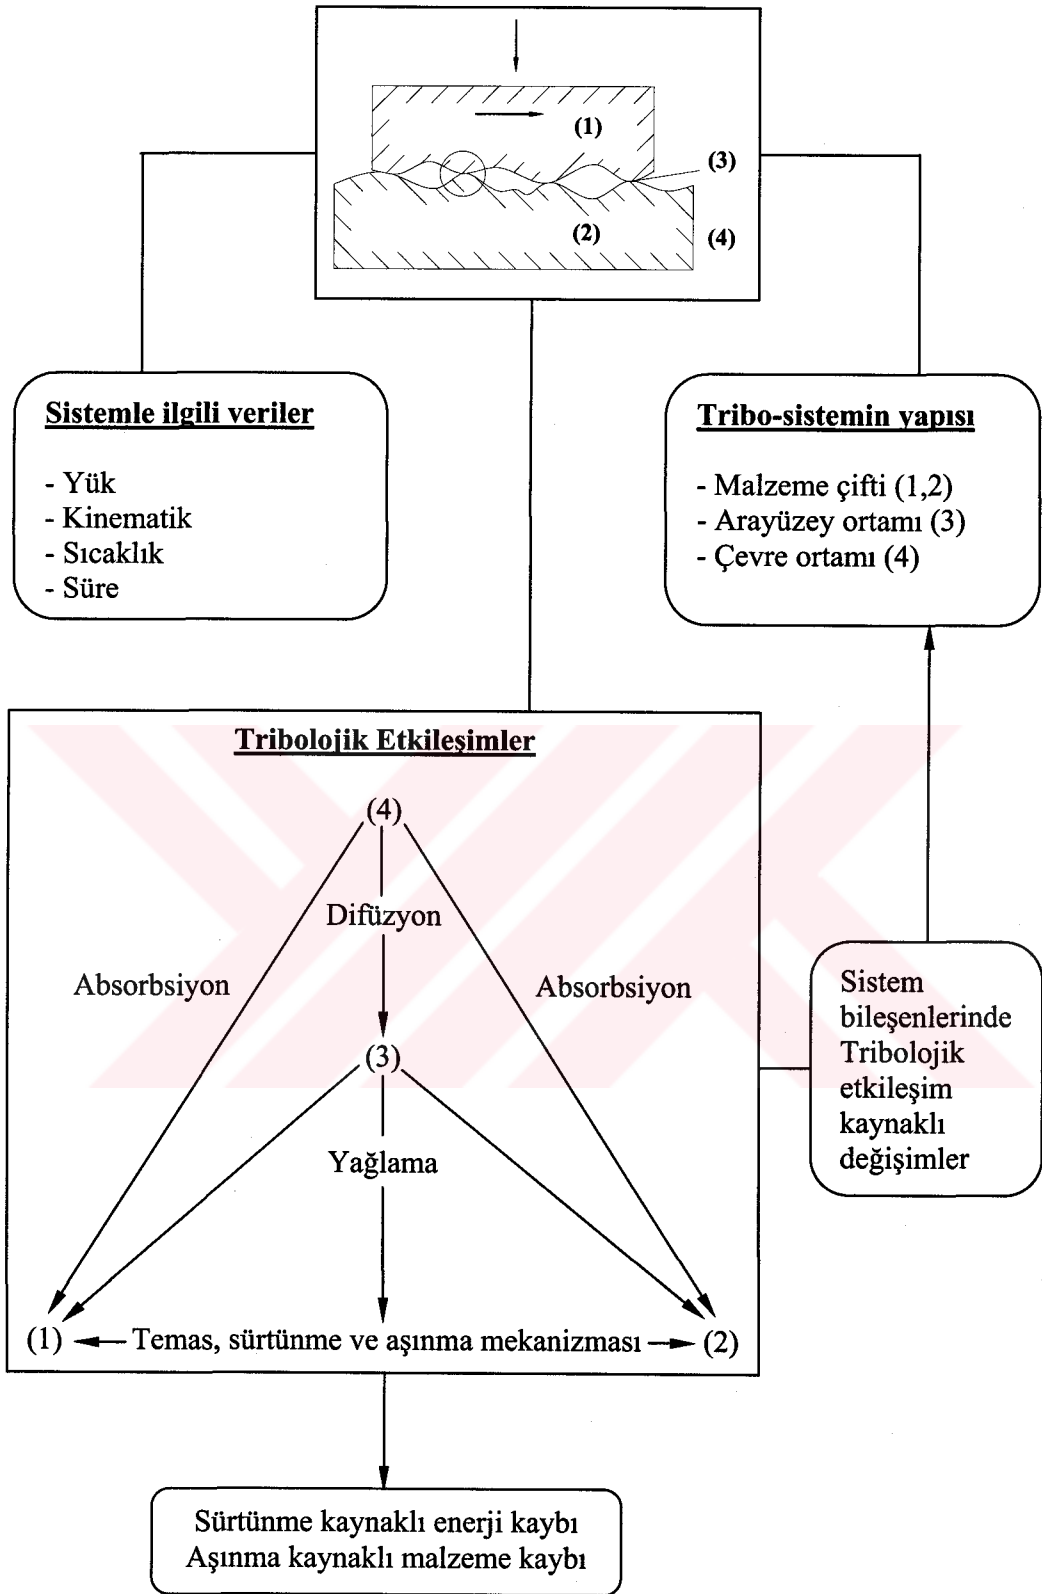 (1)
(3)
(2)
(4)
Sistemle ilgili veriler
- Yük
- Kinematik
- Sıcaklık
- Süre
Tribo-sistemin yapısı
- Malzeme çifti (1,2)
- Arayüzey ortamı (3)
- Çevre ortamı (4)
Tribolojik Etkileşimler
(4)
Difüzyon
Absorbsiyon
Absorbsiyon
(3)
Yağlama
(1)
Temas, sürtünme ve aşınma mekanizması
(2)
Sistem
bileşenlerinde
Tribolojik
etkileşim
kaynaklı
değişimler
Sürtünme kaynaklı enerji kaybı
Aşınma kaynaklı malzeme kaybı